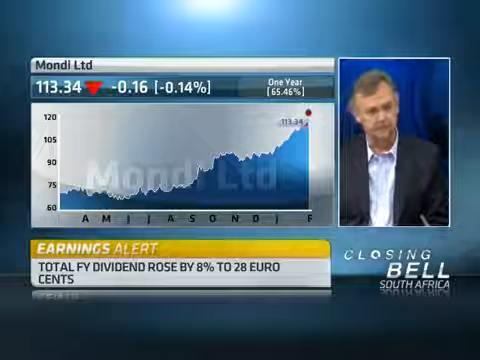 Mondi Ltd
113.34 -0.16 [-0.14%]
One Year
[65.46%]
120
105
90
75
60
113.34
Mondi Ltd
A M J J A S O N D J F
EARNINGS ALERT
TOTAL FY DIVIDEND ROSE BY 8% TO 28 EURO
CENTS
CLOSING
BELL
SOUTH AFRICA